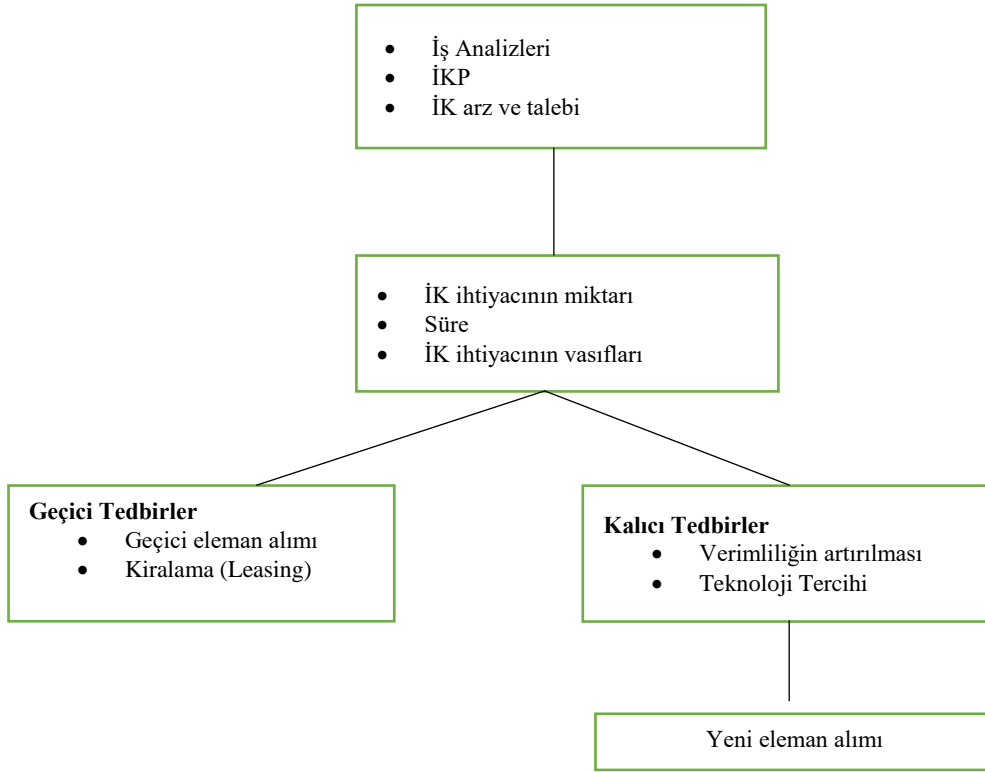 • İş Analizleri
• İKP
• İK arz ve talebi
• İK ihtiyacının miktarı
• Süre
• İK ihtiyacının vasıfları
Geçici Tedbirler
• Geçici eleman alımı
• Kiralama (Leasing)
Kalıcı Tedbirler
• Verimliliğin artırılması
• Teknoloji Tercihi
Yeni eleman alımı